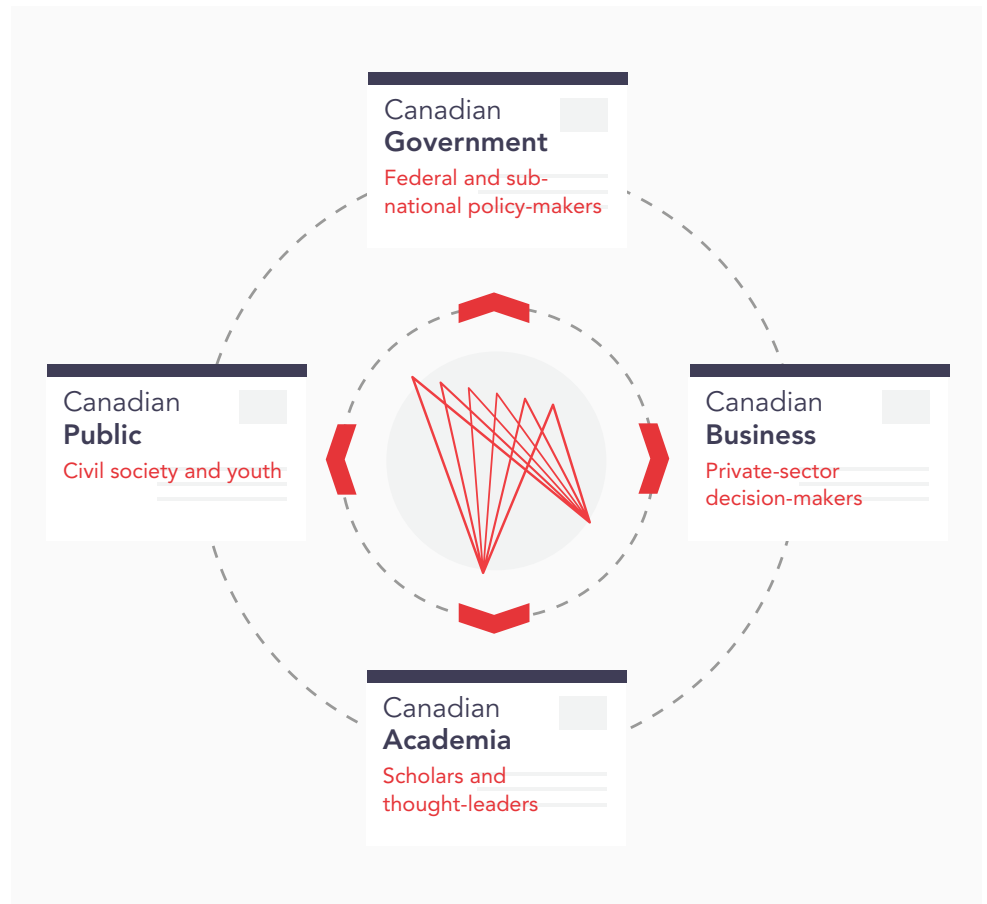 Canadian
Government
Federal and sub-
national policy-makers
Canadian
Public
Civil society and youth
Canadian
Business
Private-sector
decision-makers
Canadian
Academia
Scholars and
thought-leaders